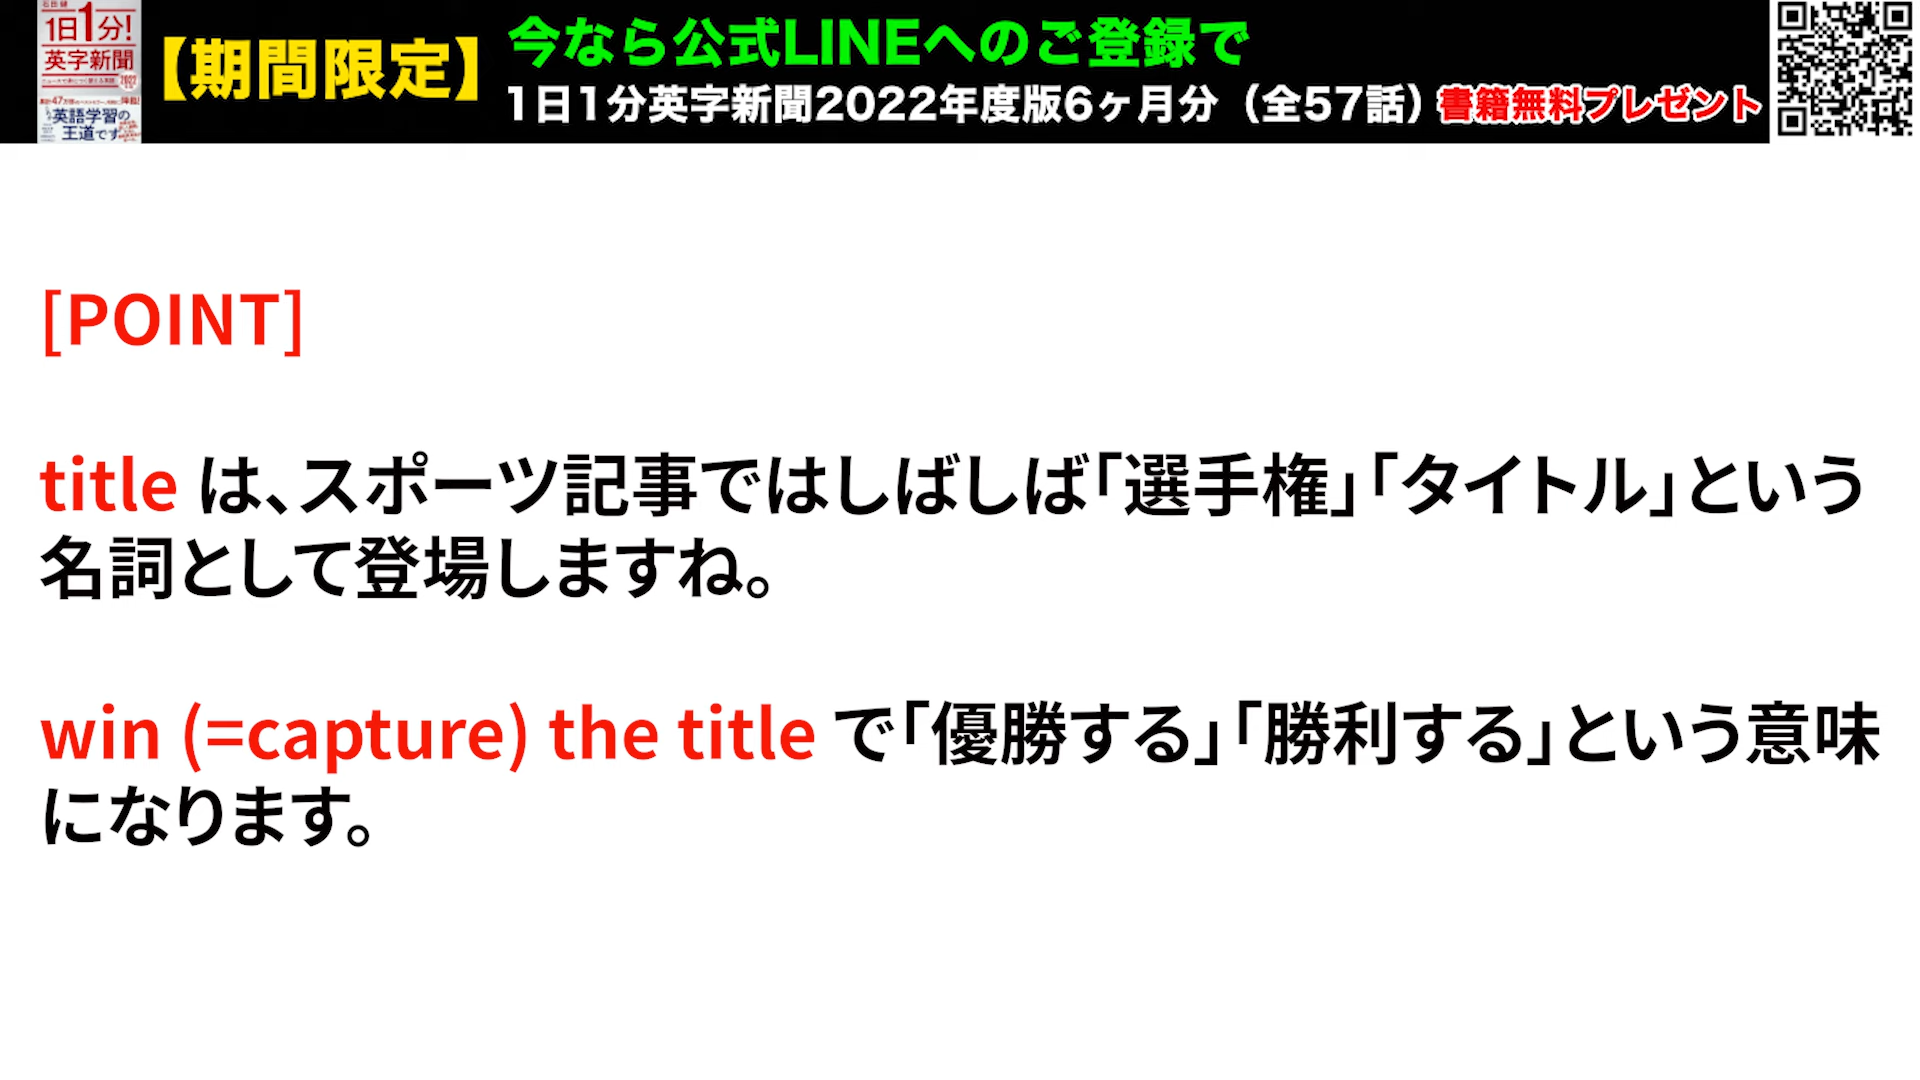 石田 健
1日1分!
英字新聞
2022
英語学習の
王道です
【期間限定】
今なら公式LINEへのご登録で
1日1分英字新聞2022年度版6ヶ月分（全57話）書籍無料プレゼント
[POINT]
title は、スポーツ記事ではしばしば「選手権」「タイトル」という
名詞として登場しますね。
win (=capture) the title で「優勝する」「勝利する」という意味
になります。